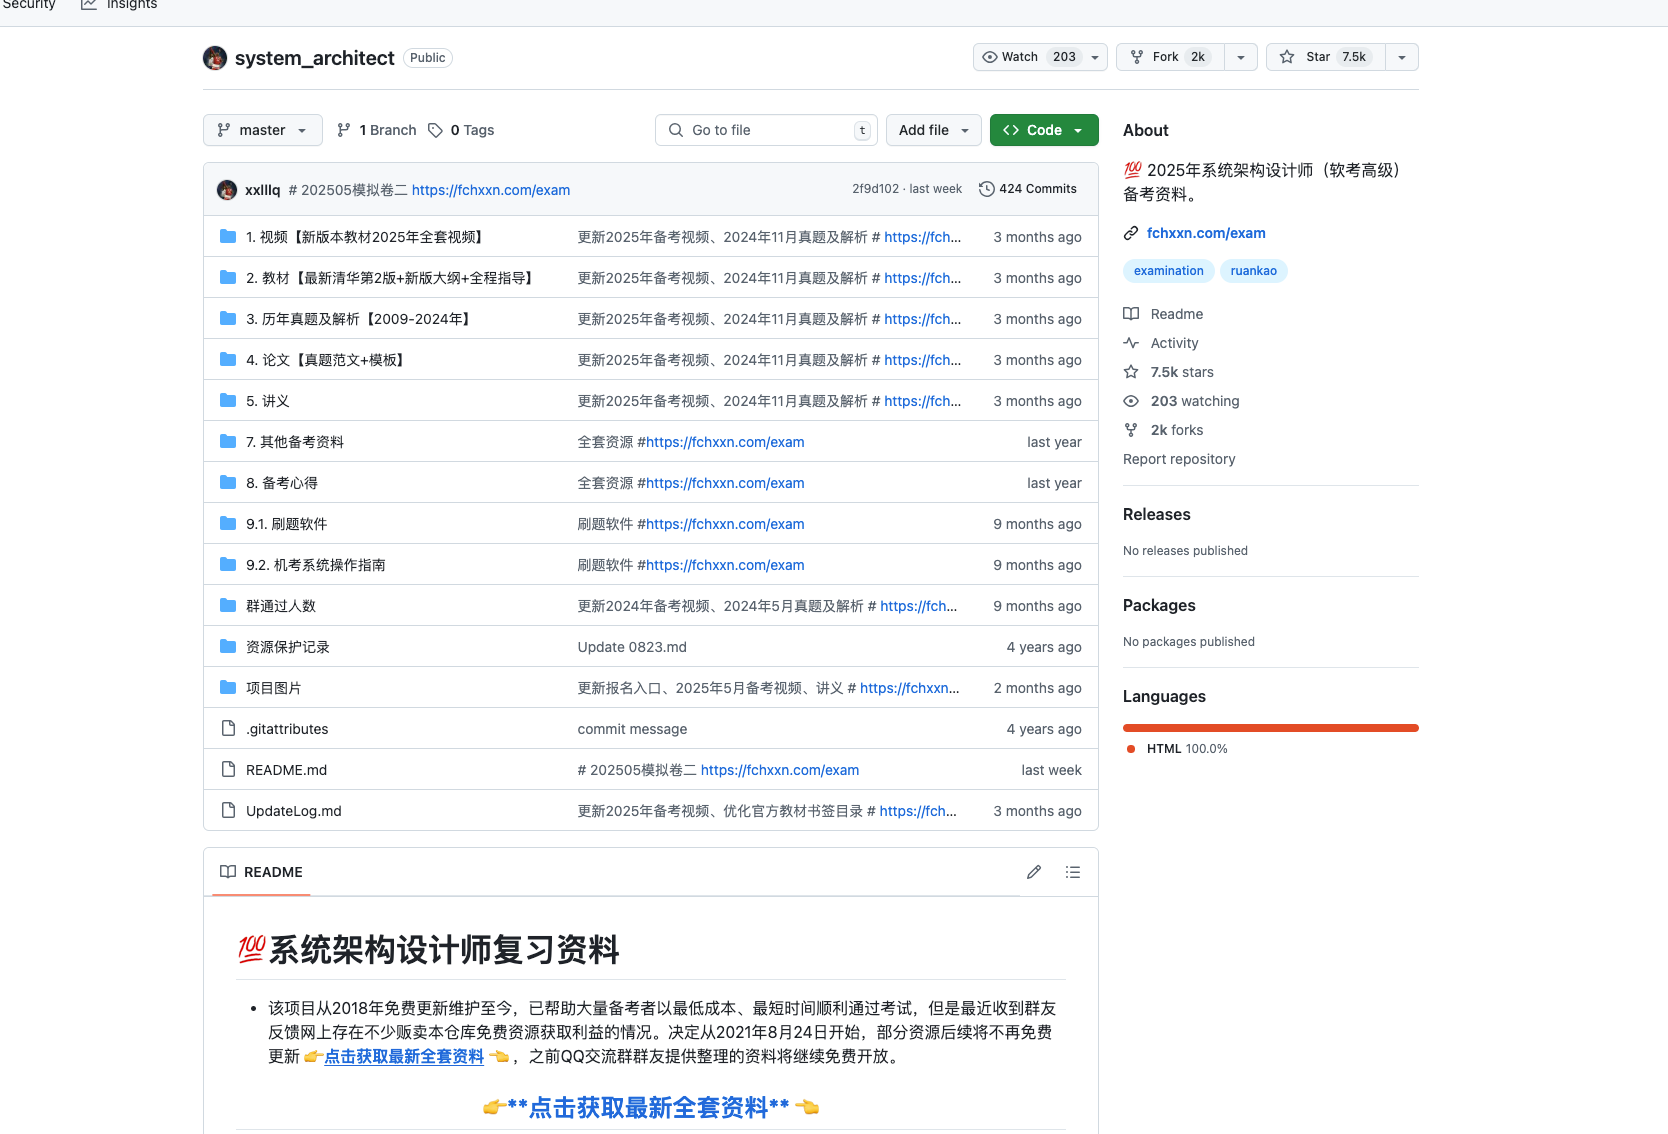 Security Insights
system_architect Public Watch 203 Fork 2k Star 7.5k
master 1 Branch 0 Tags Go to file t Add file Code
xxlllq # 202505模拟卷二 https://fchxxn.com/exam 2f9d102 · last week 424 Commits
1. 视频【新版本教材2025年全套视频】 更新2025年备考视频、2024年11月真题及解析 # https://fch... 3 months ago
2. 教材【最新清华第2版+新版大纲+全程指导】 更新2025年备考视频、2024年11月真题及解析 # https://fch... 3 months ago
3. 历年真题及解析【2009-2024年】 更新2025年备考视频、2024年11月真题及解析 # https://fch... 3 months ago
4. 论文【真题范文+模板】 更新2025年备考视频、2024年11月真题及解析 # https://fch... 3 months ago
5. 讲义 更新2025年备考视频、2024年11月真题及解析 # https://fch... 3 months ago
7. 其他备考资料 全套资源 #https://fchxxn.com/exam last year
8. 备考心得 全套资源 #https://fchxxn.com/exam last year
9.1. 刷题软件 刷题软件 #https://fchxxn.com/exam 9 months ago
9.2. 机考系统操作指南 刷题软件 #https://fchxxn.com/exam 9 months ago
群通过人数 更新2024年备考视频、2024年5月真题及解析 # https://fch... 9 months ago
资源保护记录 Update 0823.md 4 years ago
项目图片 更新报名入口、2025年5月备考视频、讲义 # https://fchxxn... 2 months ago
.gitattributes commit message 4 years ago
README.md # 202505模拟卷二 https://fchxxn.com/exam last week
UpdateLog.md 更新2025年备考视频、优化官方教材书签目录 # https://fch... 3 months ago
README
💯系统架构设计师复习资料
• 该项目从2018年免费更新维护至今，已帮助大量备考者以最低成本、最短时间顺利通过考试，但是最近收到群友
反馈网上存在不少贩卖本仓库免费资源获取利益的情况。决定从2021年8月24日开始，部分资源后续将不再免费
更新 👉点击获取最新全套资料 👈 ，之前QQ交流群群友提供整理的资料将继续免费开放。
👉**点击获取最新全套资料** 👈
About
💯 2025年系统架构设计师（软考高级）
备考资料。
fchxxn.com/exam
examination ruankao
Readme
Activity
7.5k stars
203 watching
2k forks
Report repository
Releases
No releases published
Packages
No packages published
Languages
HTML 100.0%